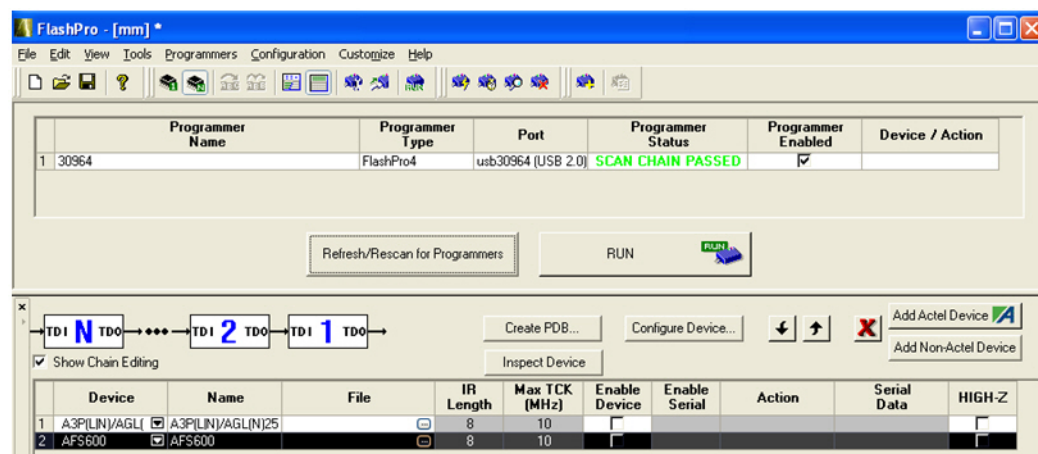 FlashPro - [mm] *
File Edit View Tools Programmers Configuration Customize Help
Programmer Name Programmer Type Port Programmer Status Programmer Enabled Device / Action
1 30964 FlashPro4 usb30964 (USB 2.0) SCAN CHAIN PASSED
Refresh/Rescan for Programmers RUN RUN
TDI N TDO TDI 2 TDO TDI 1 TDO Create PDB... Configure Device... Add Actel Device
Show Chain Editing Inspect Device Add Non-Actel Device
Device Name File IR Length Max TCK (MHz) Enable Device Enable Serial Action Serial Data HIGH-Z
1 A3P(L|N)/AGL( A3P(L|N)/AGL(N)25 8 10
2 AFS600 AFS600 8 10